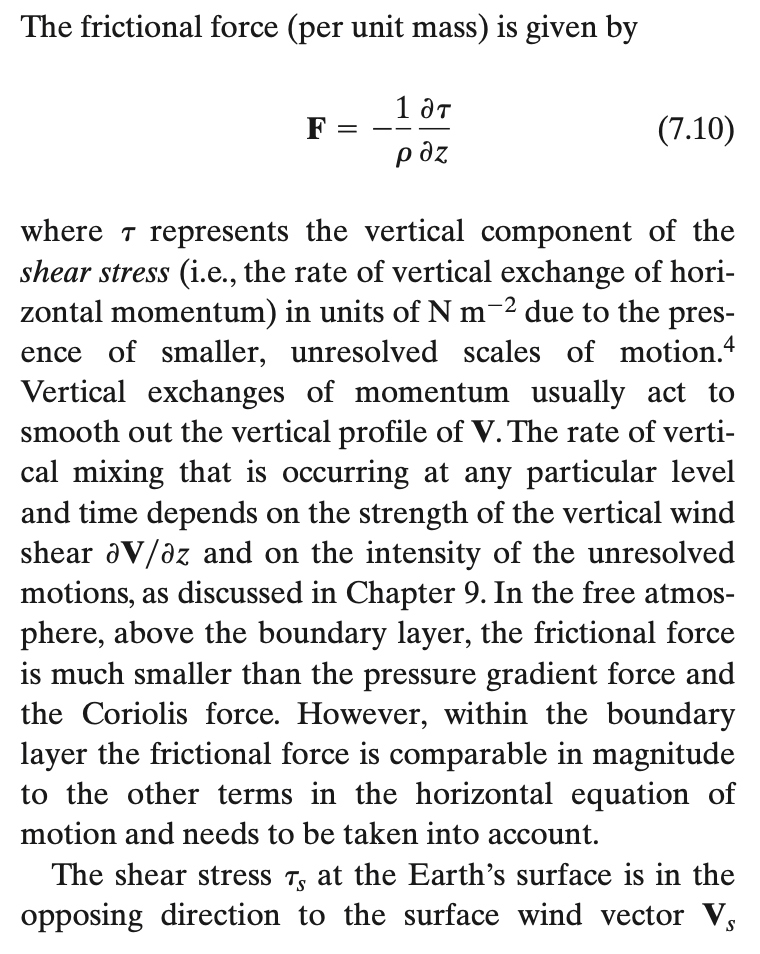 The frictional force (per unit mass) is given by
F = −1/ρ ∂τ/∂z (7.10)
where τ represents the vertical component of the
shear stress (i.e., the rate of vertical exchange of hori-
zontal momentum) in units of N m⁻² due to the pres-
ence of smaller, unresolved scales of motion.⁴
Vertical exchanges of momentum usually act to
smooth out the vertical profile of V. The rate of verti-
cal mixing that is occurring at any particular level
and time depends on the strength of the vertical wind
shear ∂V/∂z and on the intensity of the unresolved
motions, as discussed in Chapter 9. In the free atmos-
phere, above the boundary layer, the frictional force
is much smaller than the pressure gradient force and
the Coriolis force. However, within the boundary
layer the frictional force is comparable in magnitude
to the other terms in the horizontal equation of
motion and needs to be taken into account.
The shear stress τₛ at the Earth's surface is in the
opposing direction to the surface wind vector Vₛ